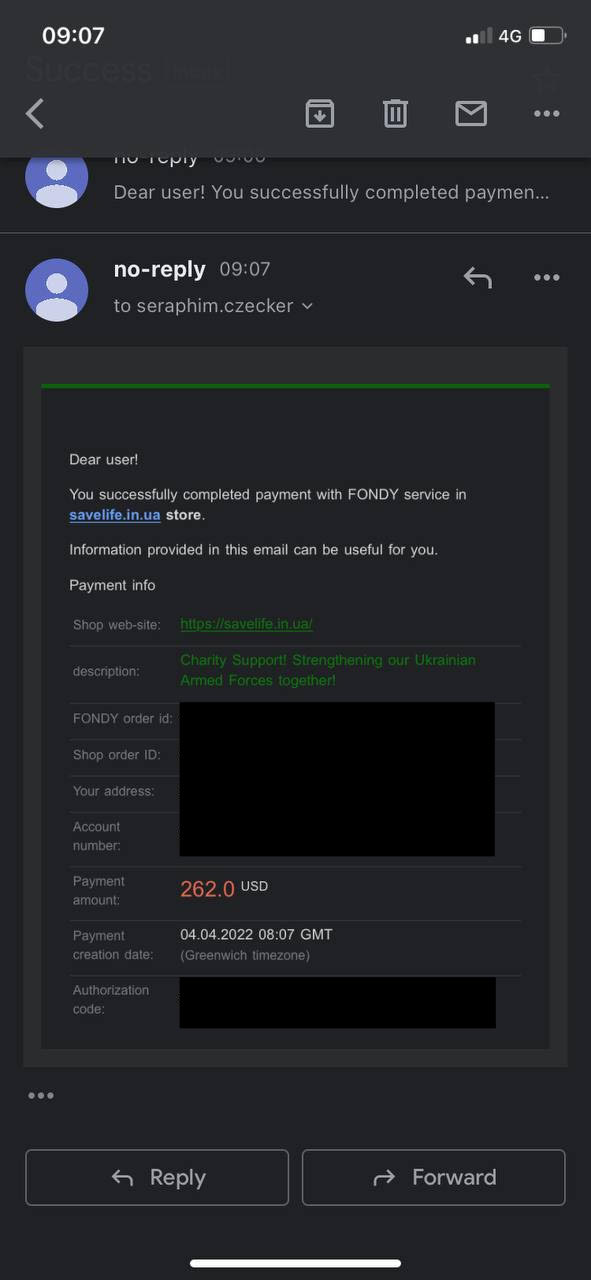 09:07
4G
Success
no-reply 09:06
Dear user! You successfully completed paymen...
no-reply 09:07
to seraphim.czecker
Dear user!
You successfully completed payment with FONDY service in
savelife.in.ua store.
Information provided in this email can be useful for you.
Payment info
Shop web-site: https://savelife.in.ua/
description: Charity Support! Strengthening our Ukrainian
Armed Forces together!
FONDY order id:
Shop order ID:
Your address:
Account
number:
Payment
amount: 262.0 USD
Payment
creation date: 04.04.2022 08:07 GMT
(Greenwich timezone)
Authorization
code:
Reply
Forward